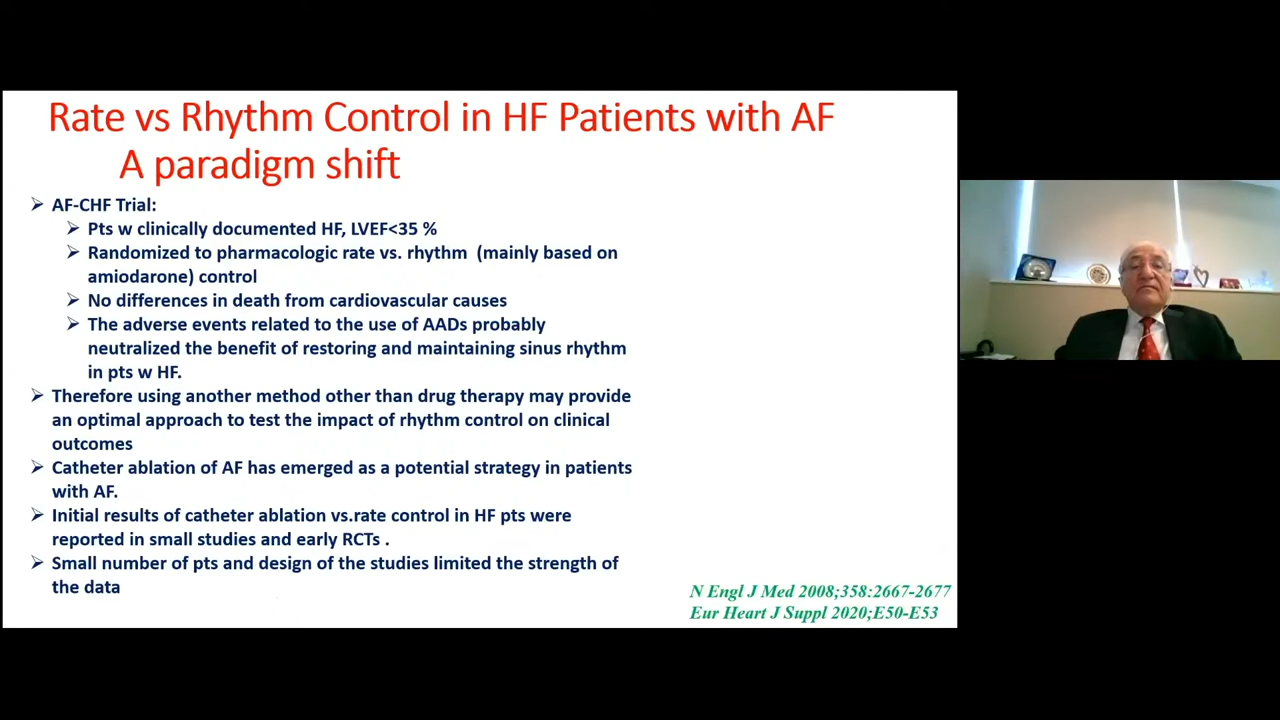 Rate vs Rhythm Control in HF Patients with AF
A paradigm shift
➢ AF-CHF Trial:
➢ Pts w clinically documented HF, LVEF<35 %
➢ Randomized to pharmacologic rate vs. rhythm (mainly based on
amiodarone) control
➢ No differences in death from cardiovascular causes
➢ The adverse events related to the use of AADs probably
neutralized the benefit of restoring and maintaining sinus rhythm
in pts w HF.
➢ Therefore using another method other than drug therapy may provide
an optimal approach to test the impact of rhythm control on clinical
outcomes
➢ Catheter ablation of AF has emerged as a potential strategy in patients
with AF.
➢ Initial results of catheter ablation vs.rate control in HF pts were
reported in small studies and early RCTs .
➢ Small number of pts and design of the studies limited the strength of
the data
N Engl J Med 2008;358:2667-2677
Eur Heart J Suppl 2020;E50-E53